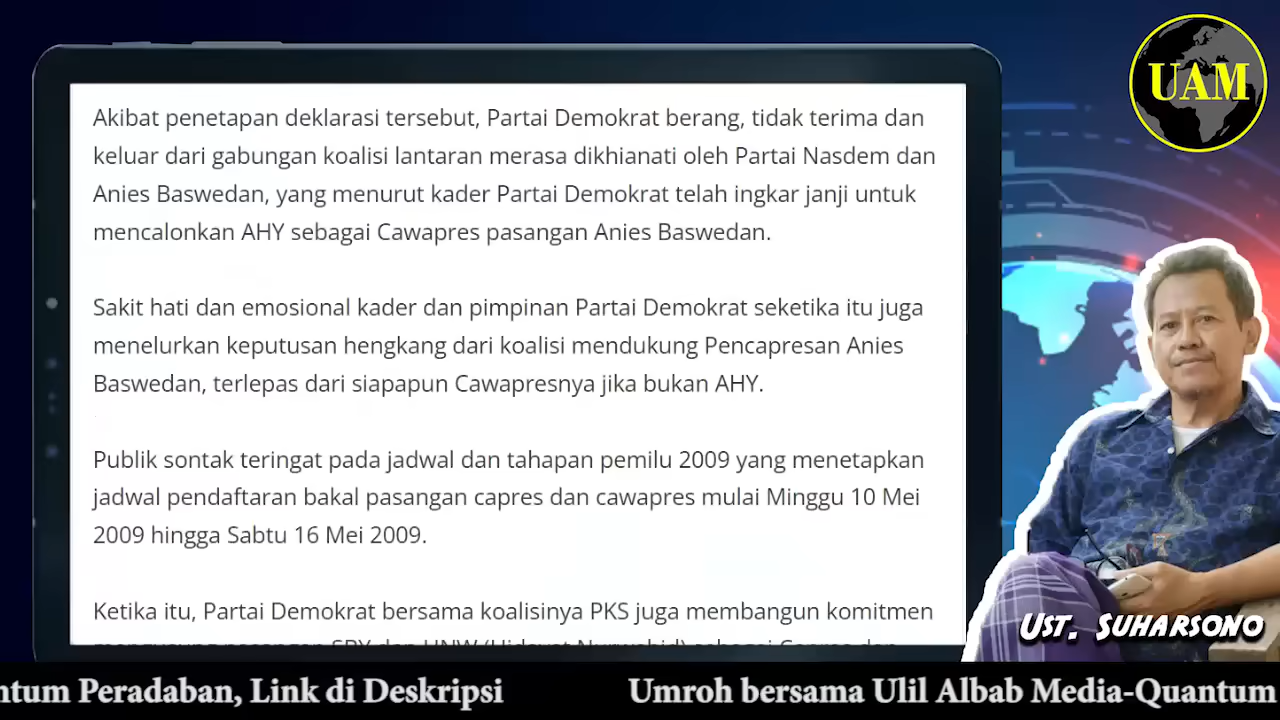 UAM
Akibat penetapan deklarasi tersebut, Partai Demokrat berang, tidak terima dan
keluar dari gabungan koalisi lantaran merasa dikhianati oleh Partai Nasdem dan
Anies Baswedan, yang menurut kader Partai Demokrat telah ingkar janji untuk
mencalonkan AHY sebagai Cawapres pasangan Anies Baswedan.
Sakit hati dan emosional kader dan pimpinan Partai Demokrat seketika itu juga
menelurkan keputusan hengkang dari koalisi mendukung Pencapresan Anies
Baswedan, terlepas dari siapapun Cawapresnya jika bukan AHY.
Publik sontak teringat pada jadwal dan tahapan pemilu 2009 yang menetapkan
jadwal pendaftaran bakal pasangan capres dan cawapres mulai Minggu 10 Mei
2009 hingga Sabtu 16 Mei 2009.
Ketika itu, Partai Demokrat bersama koalisinya PKS juga membangun komitmen
UST. SUHARSONO
ntum Peradaban, Link di Deskripsi
Umroh bersama Ulil Albab Media-Quantum